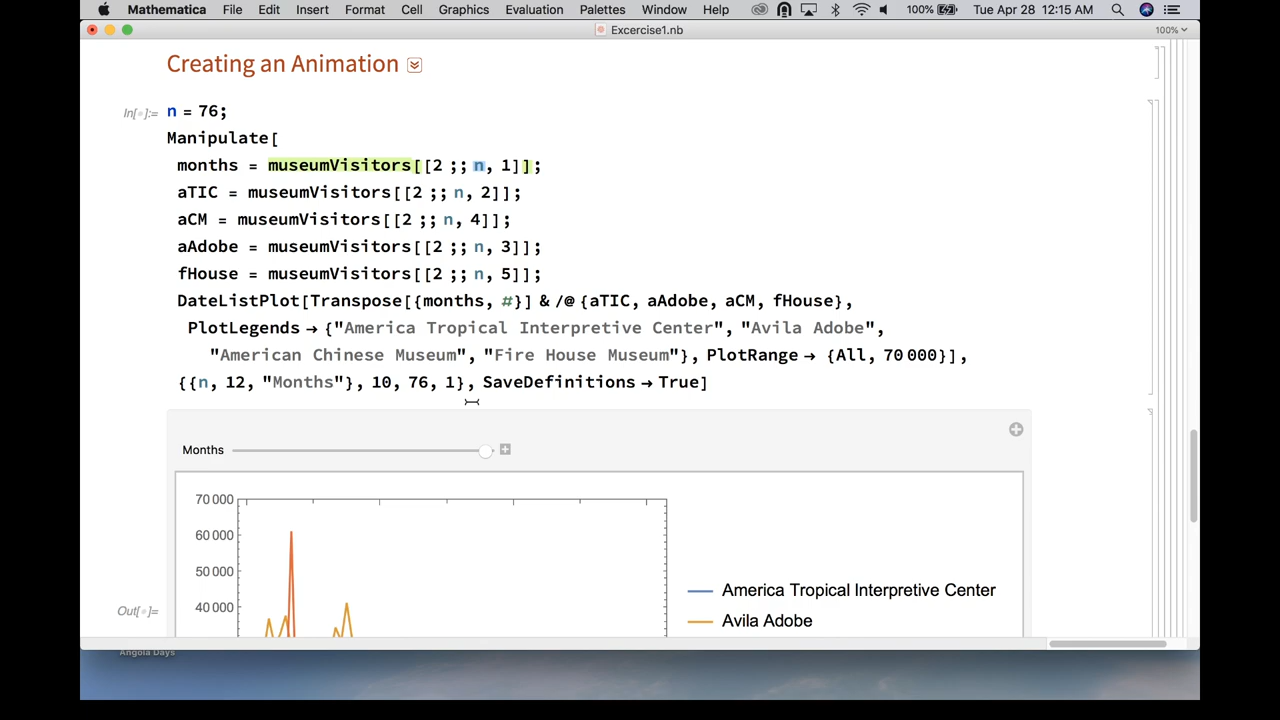 Mathematica File Edit Insert Format Cell Graphics Evaluation Palettes Window Help 100% Tue Apr 28 12:15 AM
Excercise1.nb 100%
Creating an Animation
In[ ]:= n = 76;
Manipulate[
months = museumVisitors[[2 ;; n, 1]];
aTIC = museumVisitors[[2 ;; n, 2]];
aCM = museumVisitors[[2 ;; n, 4]];
aAdobe = museumVisitors[[2 ;; n, 3]];
fHouse = museumVisitors[[2 ;; n, 5]];
DateListPlot[Transpose[{months, #}] & /@ {aTIC, aAdobe, aCM, fHouse},
PlotLegends → {"America Tropical Interpretive Center", "Avila Adobe",
"American Chinese Museum", "Fire House Museum"}, PlotRange → {All, 70 000}],
{{n, 12, "Months"}, 10, 76, 1}, SaveDefinitions → True]
Months
70 000
60 000
50 000
America Tropical Interpretive Center
40 000
Out[ ]=
Avila Adobe
Angola Days